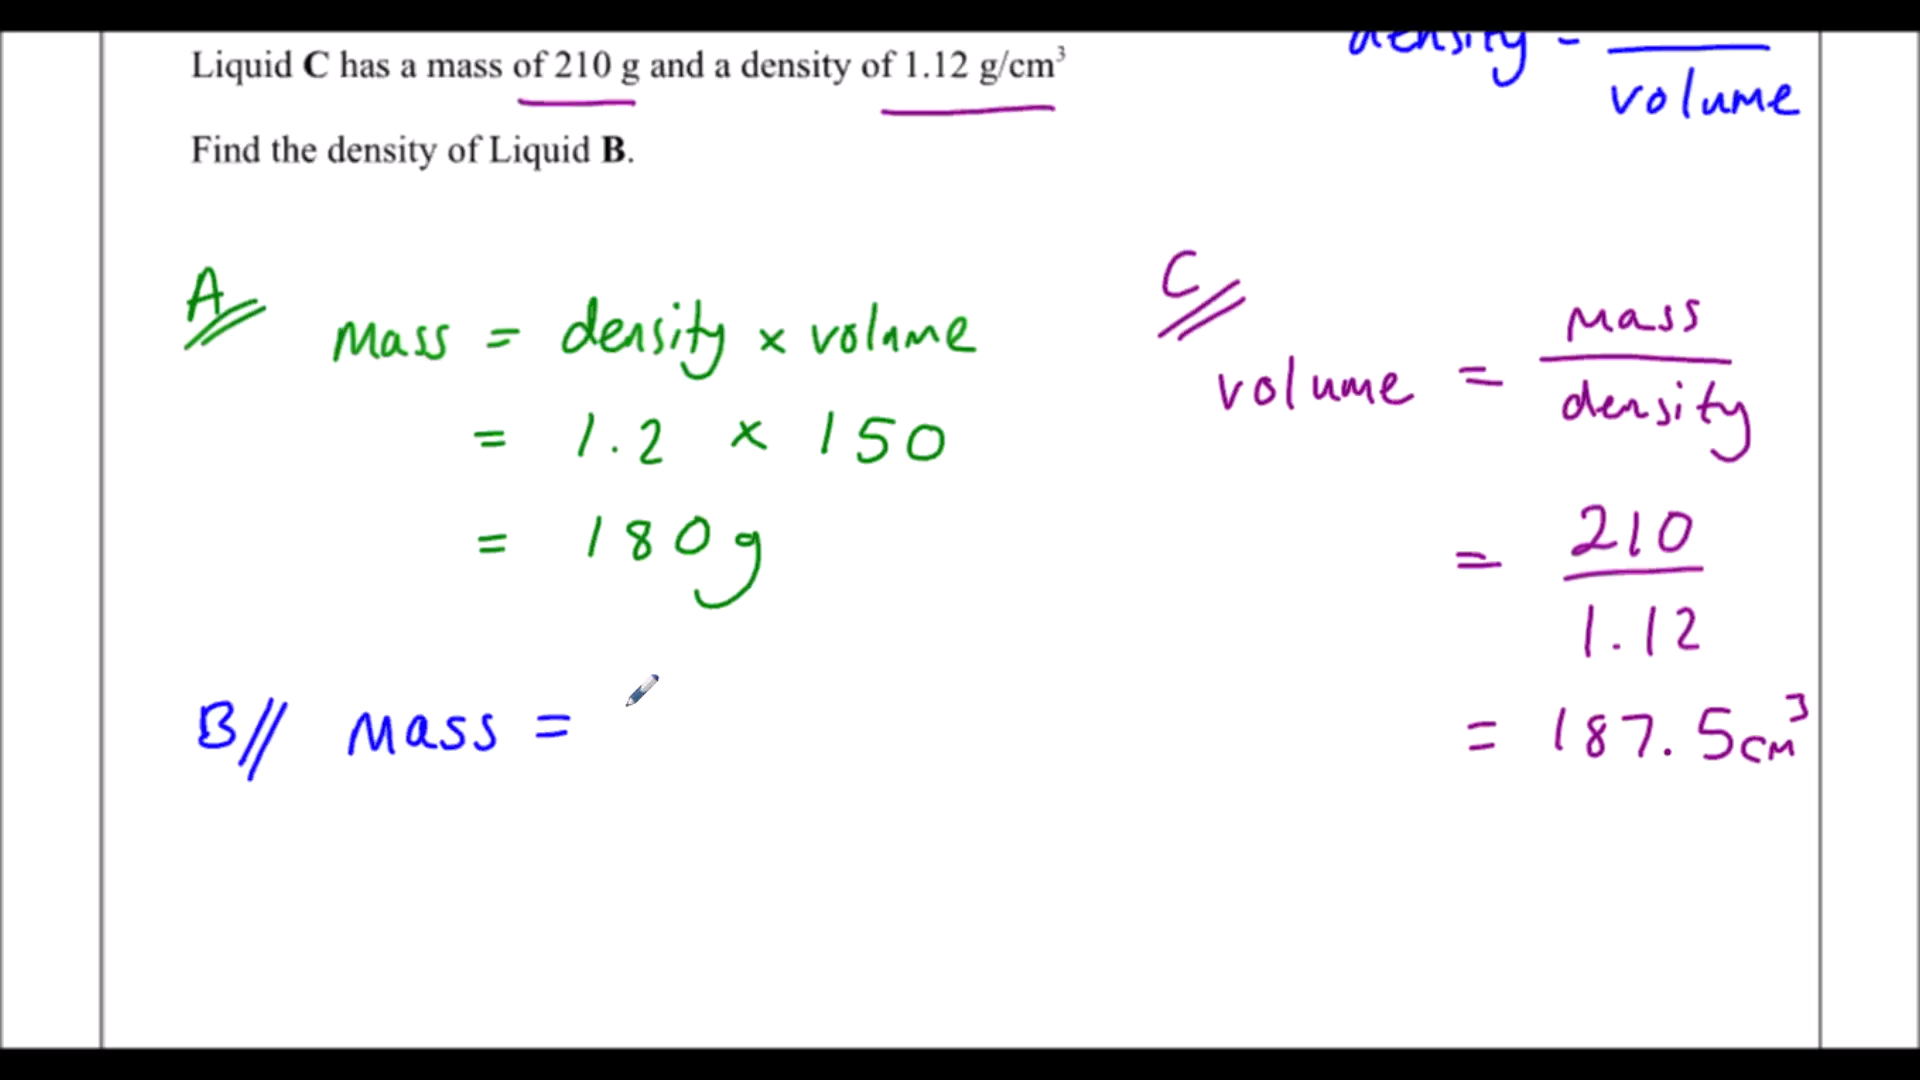 Liquid C has a mass of 210 g and a density of 1.12 g/cm³
density =
volume
Find the density of Liquid B.
A
mass = density × volume
= 1.2 × 150
= 180g
C
volume = mass
density
= 210
1.12
= 187.5cm³
B// mass =